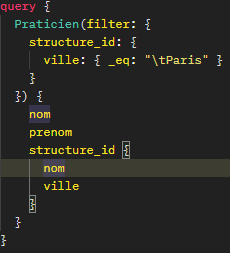 query {
  Praticien(filter: {
    structure_id: {
      ville: { _eq: "\tParis" }
    }
  }) {
    nom
    prenom
    structure_id {
      nom
      ville
    }
  }
}